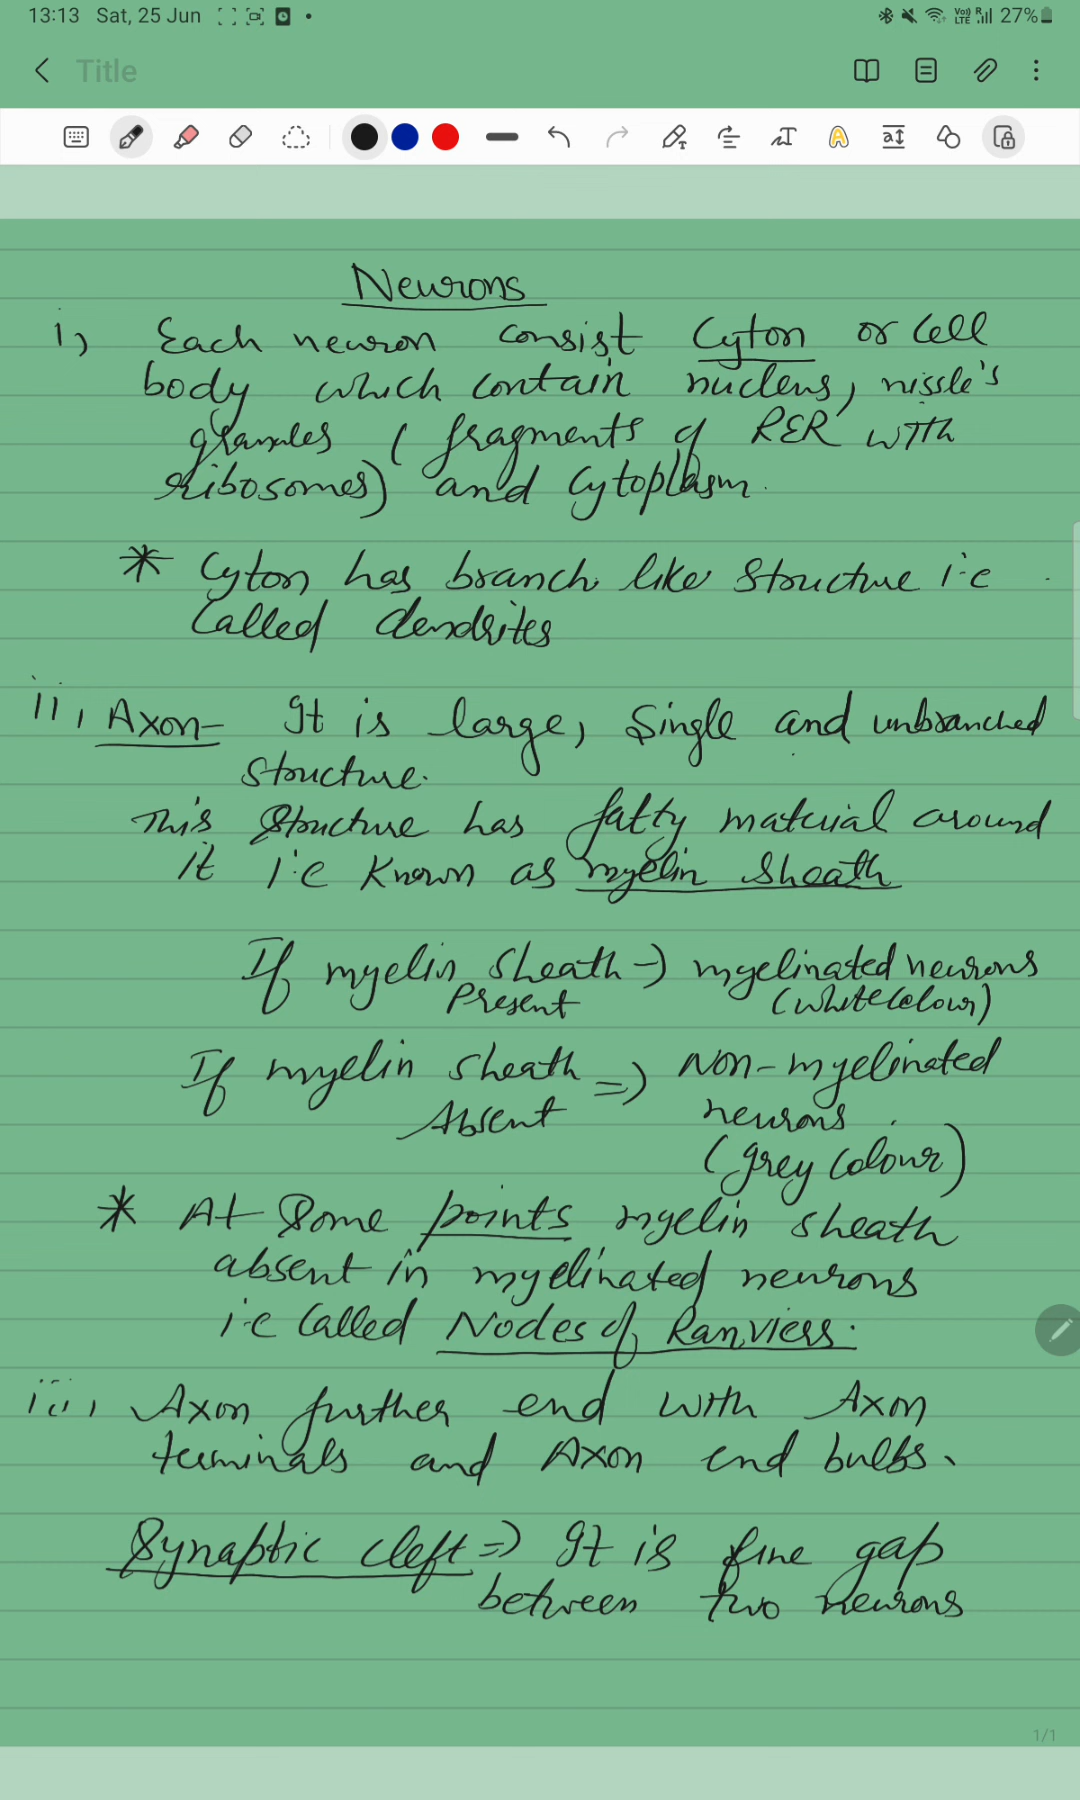 13:13 Sat, 25 Jun
27%
Title
Neurons
i) Each neuron consist Cyton or Cell
body which contain nucleus, nissle's
granules ( fragments of RER with
ribosomes) and cytoplasm.
* Cyton has branch like structure i.e
called dendrites
ii) Axon- It is large, single and unbranched
structure.
This structure has fatty material around
it i.e known as myelin sheath
If myelin sheath => myelinated neurons
Present (white colour)
If myelin sheath => Non-myelinated
Absent neurons
(grey colour)
* At some points myelin sheath
absent in myelinated neurons
i.e called Nodes of Ranviers.
iii) Axon further end with Axon
terminals and Axon end bulbs.
Synaptic cleft => It is fine gap
between two neurons
1/1